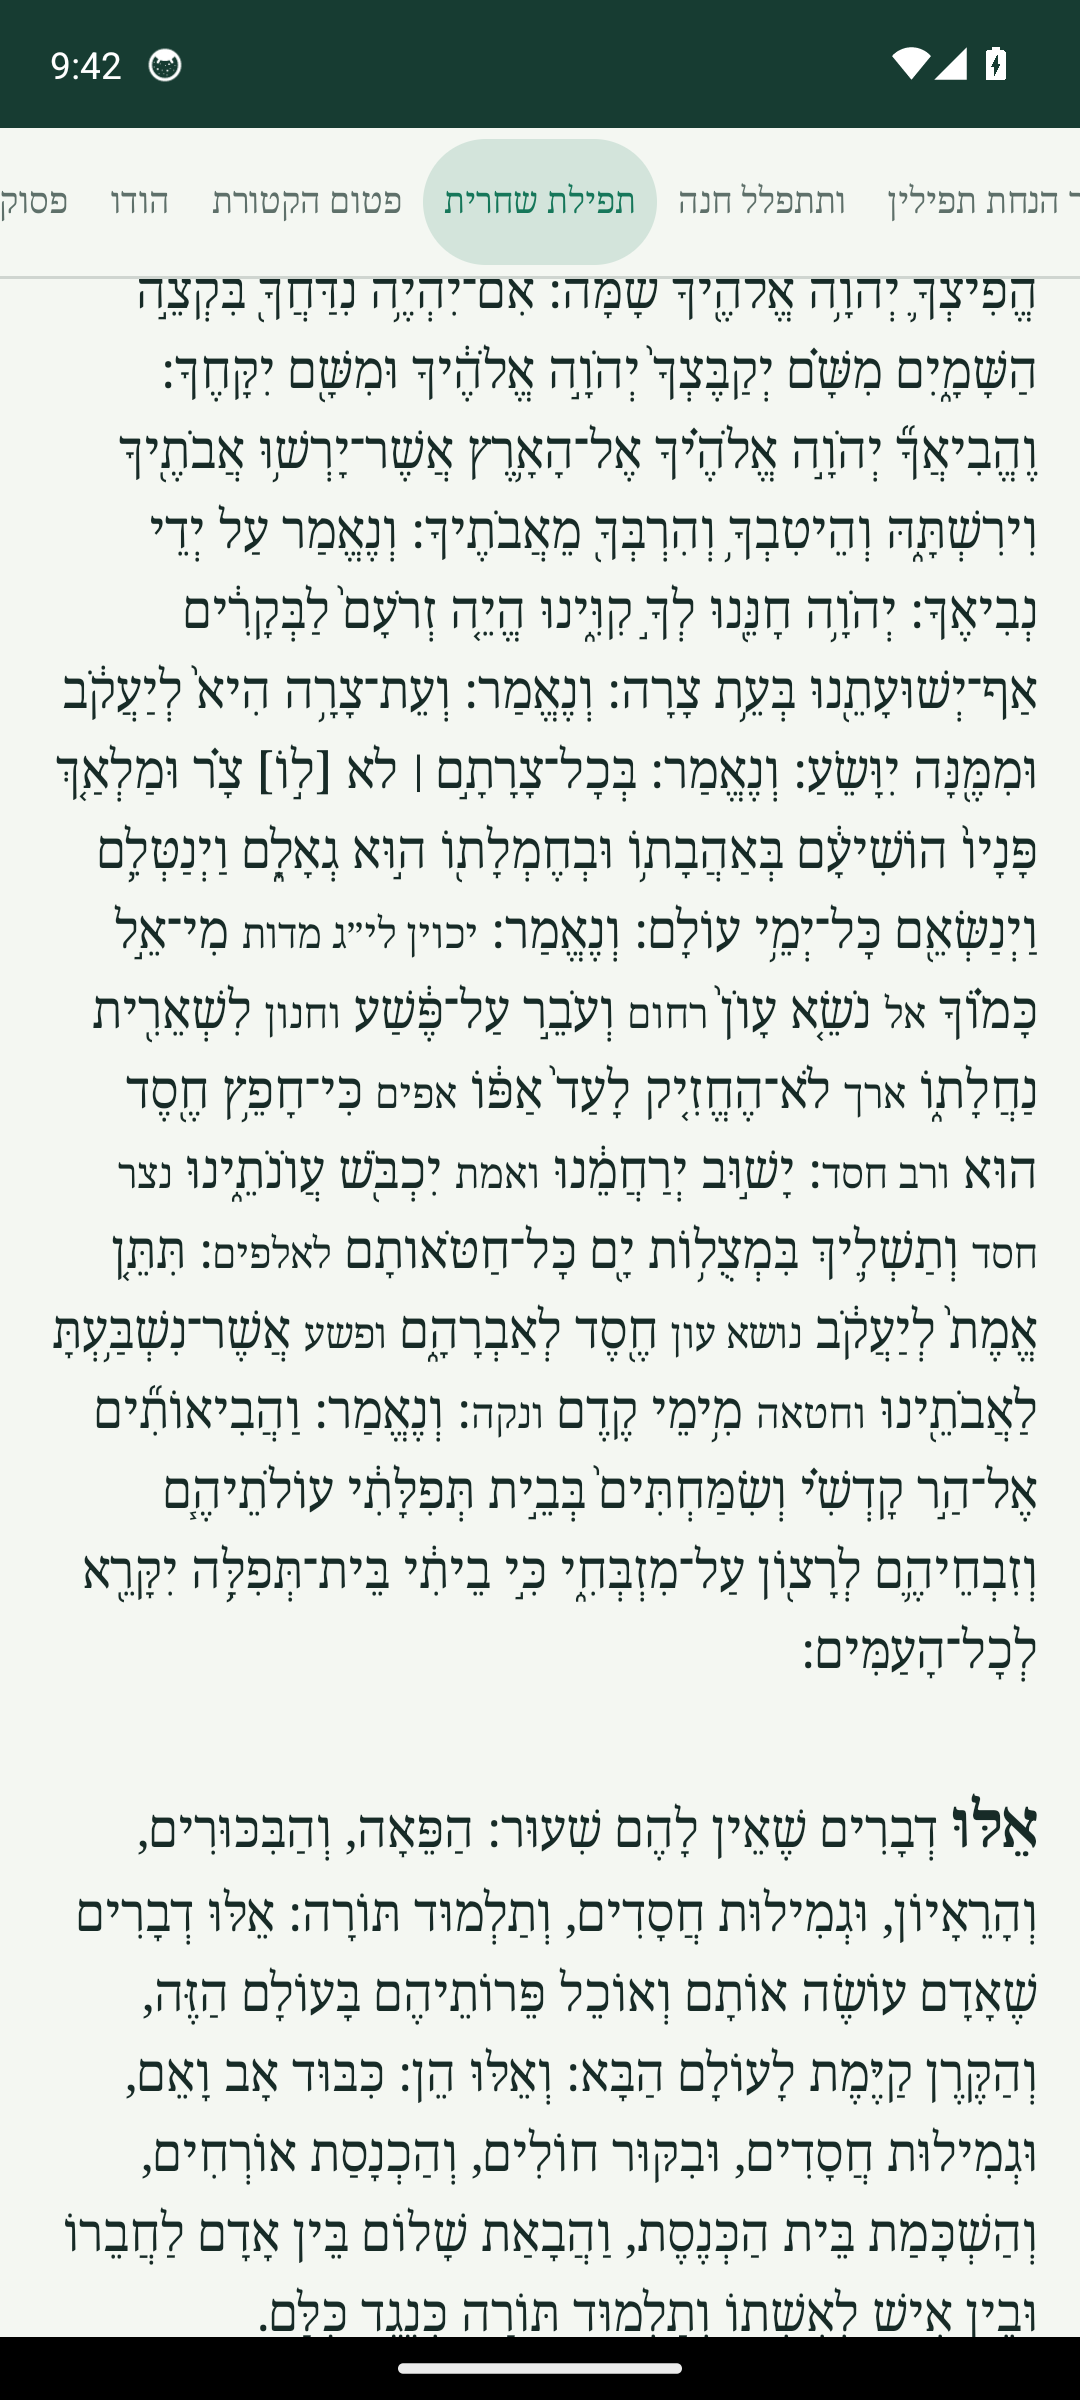 9:42
ר הנחת תפילין ותתפלל חנה תפילת שחרית פטום הקטורת הודו פסוק
הֱפִיצְךָ֛ יְהֹוָ֥ה אֱלֹהֶ֖יךָ שָֽׁמָּה׃ אִם־יִהְיֶ֥ה נִֽדַּחֲךָ֖ בִּקְצֵ֣ה
הַשָּׁמָ֑יִם מִשָּׁ֗ם יְקַבֶּצְךָ֙ יְהֹוָ֣ה אֱלֹהֶ֔יךָ וּמִשָּׁ֖ם יִקָּחֶֽךָ׃
וֶהֱבִֽיאֲךָ֞ יְהֹוָ֣ה אֱלֹהֶ֗יךָ אֶל־הָאָ֛רֶץ אֲשֶׁר־יָרְשׁ֥וּ אֲבֹתֶ֖יךָ
וִֽירִשְׁתָּ֑הּ וְהֵיטִבְךָ֥ וְהִרְבְּךָ֖ מֵאֲבֹתֶֽיךָ׃ וְנֶאֱמַר עַל יְדֵי
נְבִיאֶךָ׃ יְהֹוָ֥ה חָנֵּ֖נוּ לְךָ֣ קִוִּ֑ינוּ הֱיֵ֤ה זְרֹעָם֙ לַבְּקָרִ֔ים
אַף־יְשׁוּעָתֵ֖נוּ בְּעֵ֥ת צָרָֽה׃ וְנֶאֱמַר׃ וְעֵת־צָרָ֥ה הִיא֙ לְיַֽעֲקֹ֔ב
וּמִמֶּ֖נָּה יִוָּשֵֽׁעַ׃ וְנֶאֱמַר׃ בְּֽכָל־צָרָתָ֣ם ׀ לא [ל֣וֹ] צָ֗ר וּמַלְאַ֤ךְ
פָּנָיו֙ הֽוֹשִׁיעָ֔ם בְּאַהֲבָת֥וֹ וּבְחֶמְלָת֖וֹ ה֣וּא גְאָלָ֑ם וַֽיְנַטְּלֵ֥ם
וַֽיְנַשְּׂאֵ֖ם כָּל־יְמֵ֥י עוֹלָֽם׃ וְנֶאֱמַר׃ יכוין לי״ג מדות מִי־אֵ֣ל
כָּמ֗וֹךָ אל נֹשֵׂ֤א עָוֺן֙ רחום וְעֹבֵ֣ר עַל־פֶּ֔שַׁע וחנון לִשְׁאֵרִ֖ית
נַחֲלָת֑וֹ ארך לֹא־הֶחֱזִ֤יק לָעַד֙ אַפּ֔וֹ אפים כִּֽי־חָפֵ֥ץ חֶ֖סֶד
הֽוּא ורב חסד׃ יָשׁ֣וּב יְרַֽחֲמֵ֔נוּ ואמת יִכְבֹּ֖שׁ עֲוֺנֹתֵ֑ינוּ נצר
חסד וְתַשְׁלִ֛יךְ בִּמְצֻל֥וֹת יָ֖ם כׇּל־חַטֹּאותָֽם לאלפים׃ תִּתֵּ֤ן
אֱמֶת֙ לְיַֽעֲקֹ֔ב נושא עון חֶ֖סֶד לְאַבְרָהָ֑ם ופשע אֲשֶׁר־נִשְׁבַּ֥עְתָּ
לַאֲבֹתֵ֖ינוּ וחטאה מִ֥ימֵי קֶֽדֶם ונקה׃ וְנֶאֱמַר׃ וַהֲבִיאוֹתִ֞ים
אֶל־הַ֣ר קׇדְשִׁ֗י וְשִׂמַּחְתִּים֙ בְּבֵ֣ית תְּפִלָּתִ֔י עוֹלֹתֵיהֶ֧ם
וְזִבְחֵיהֶ֛ם לְרָצ֖וֹן עַֽל־מִזְבְּחִ֑י כִּ֣י בֵיתִ֔י בֵּית־תְּפִלָּ֥ה יִקָּרֵ֖א
לְכׇל־הָעַמִּֽים׃
אֵלּוּ דְבָרִים שֶׁאֵין לָהֶם שִׁעוּר׃ הַפֵּאָה, וְהַבִּכּוּרִים,
וְהָרֵאָיוֹן, וּגְמִילוּת חֲסָדִים, וְתַלְמוּד תּוֹרָה׃ אֵלּוּ דְבָרִים
שֶׁאָדָם עוֹשֶׂה אוֹתָם וְאוֹכֵל פֵּרוֹתֵיהֶם בָּעוֹלָם הַזֶּה,
וְהַקֶּרֶן קַיֶּמֶת לָעוֹלָם הַבָּא׃ וְאֵלּוּ הֵן׃ כִּבּוּד אָב וָאֵם,
וּגְמִילוּת חֲסָדִים, וּבִקּוּר חוֹלִים, וְהַכְנָסַת אוֹרְחִים,
וְהַשְׁכָּמַת בֵּית הַכְּנֶסֶת, וַהֲבָאַת שָׁלוֹם בֵּין אָדָם לַחֲבֵרוֹ
וּבֵין אִישׁ לְאִשְׁתּוֹ וְתַלְמוּד תּוֹרָה כְּנֶגֶד כֻּלָּם.